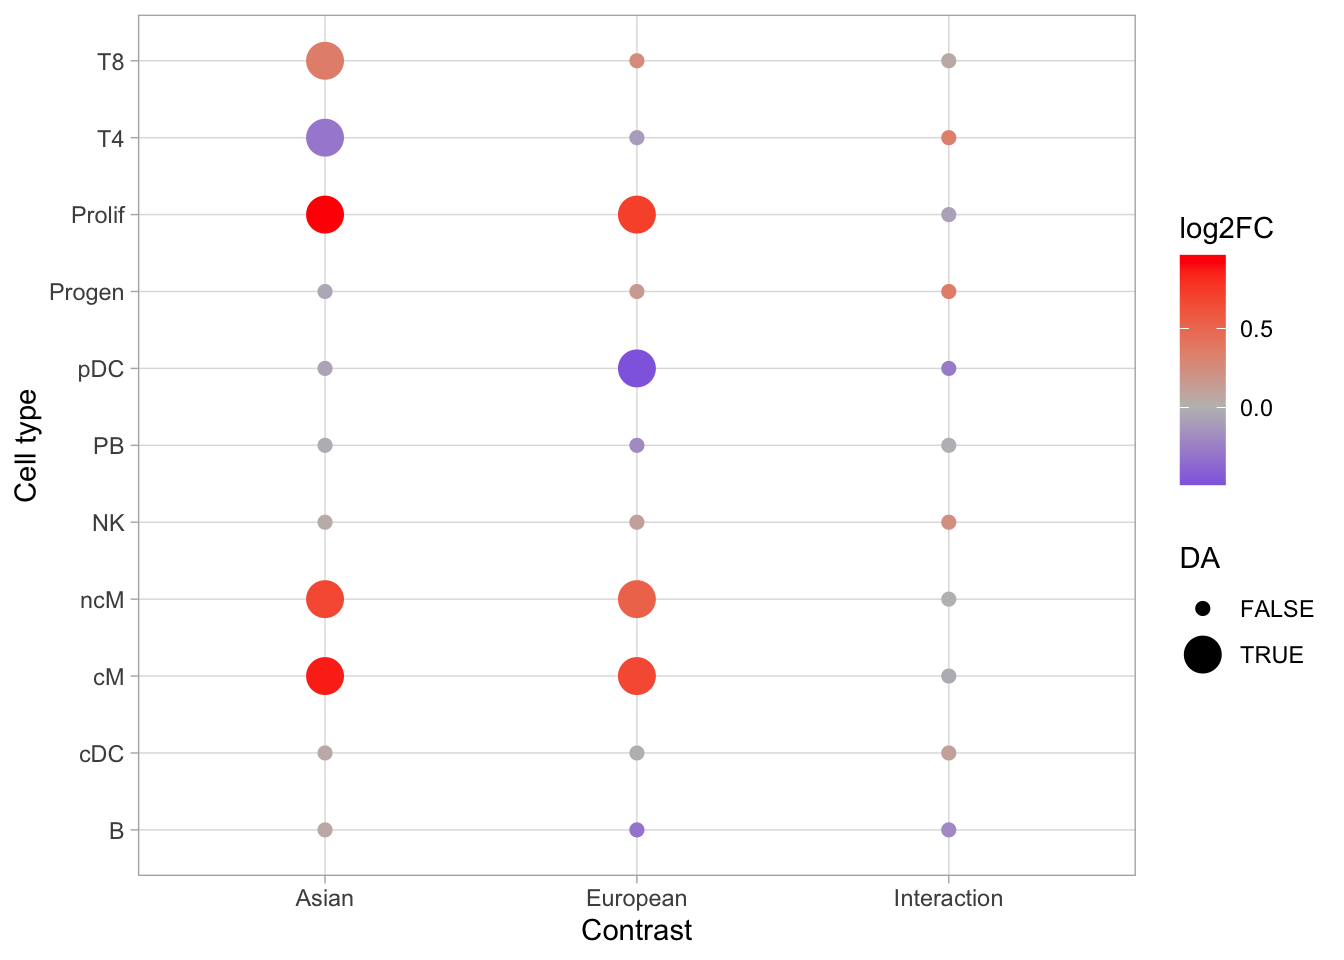 T8
T4
Prolif
Progen
pDC
PB
NK
ncM
cM
cDC
B
Cell type
Asian
European
Interaction
Contrast
log2FC
0.5
0.0
DA
FALSE
TRUE